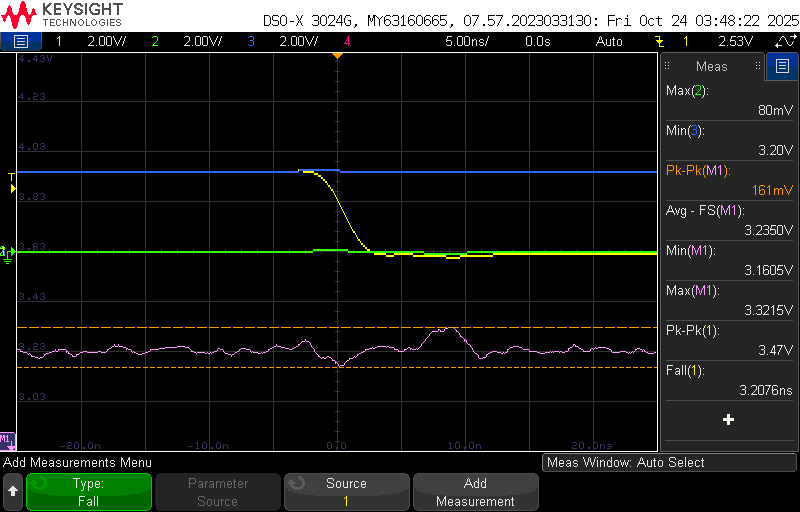 KEYSIGHT
TECHNOLOGIES
DSO-X 3024G, MY63160665, 07.57.2023033130: Fri Oct 24 03:48:22 2025
1 2.00V/ 2 2.00V/ 3 2.00V/ 4 5.00ns/ 0.0s Auto 1 2.53V
4.43V
4.23
4.03
3.83
3.63
3.43
3.23
3.03
T
M1
-20.0n -10.0n 0.0 10.0n 20.0ns
Meas
Max(2):
80mV
Min(3):
3.20V
Pk-Pk(M1):
161mV
Avg - FS(M1):
3.2350V
Min(M1):
3.1605V
Max(M1):
3.3215V
Pk-Pk(1):
3.47V
Fall(1):
3.2076ns
+
Add Measurements Menu
Meas Window: Auto Select
Type:
Fall
Parameter
Source
Source
1
Add
Measurement